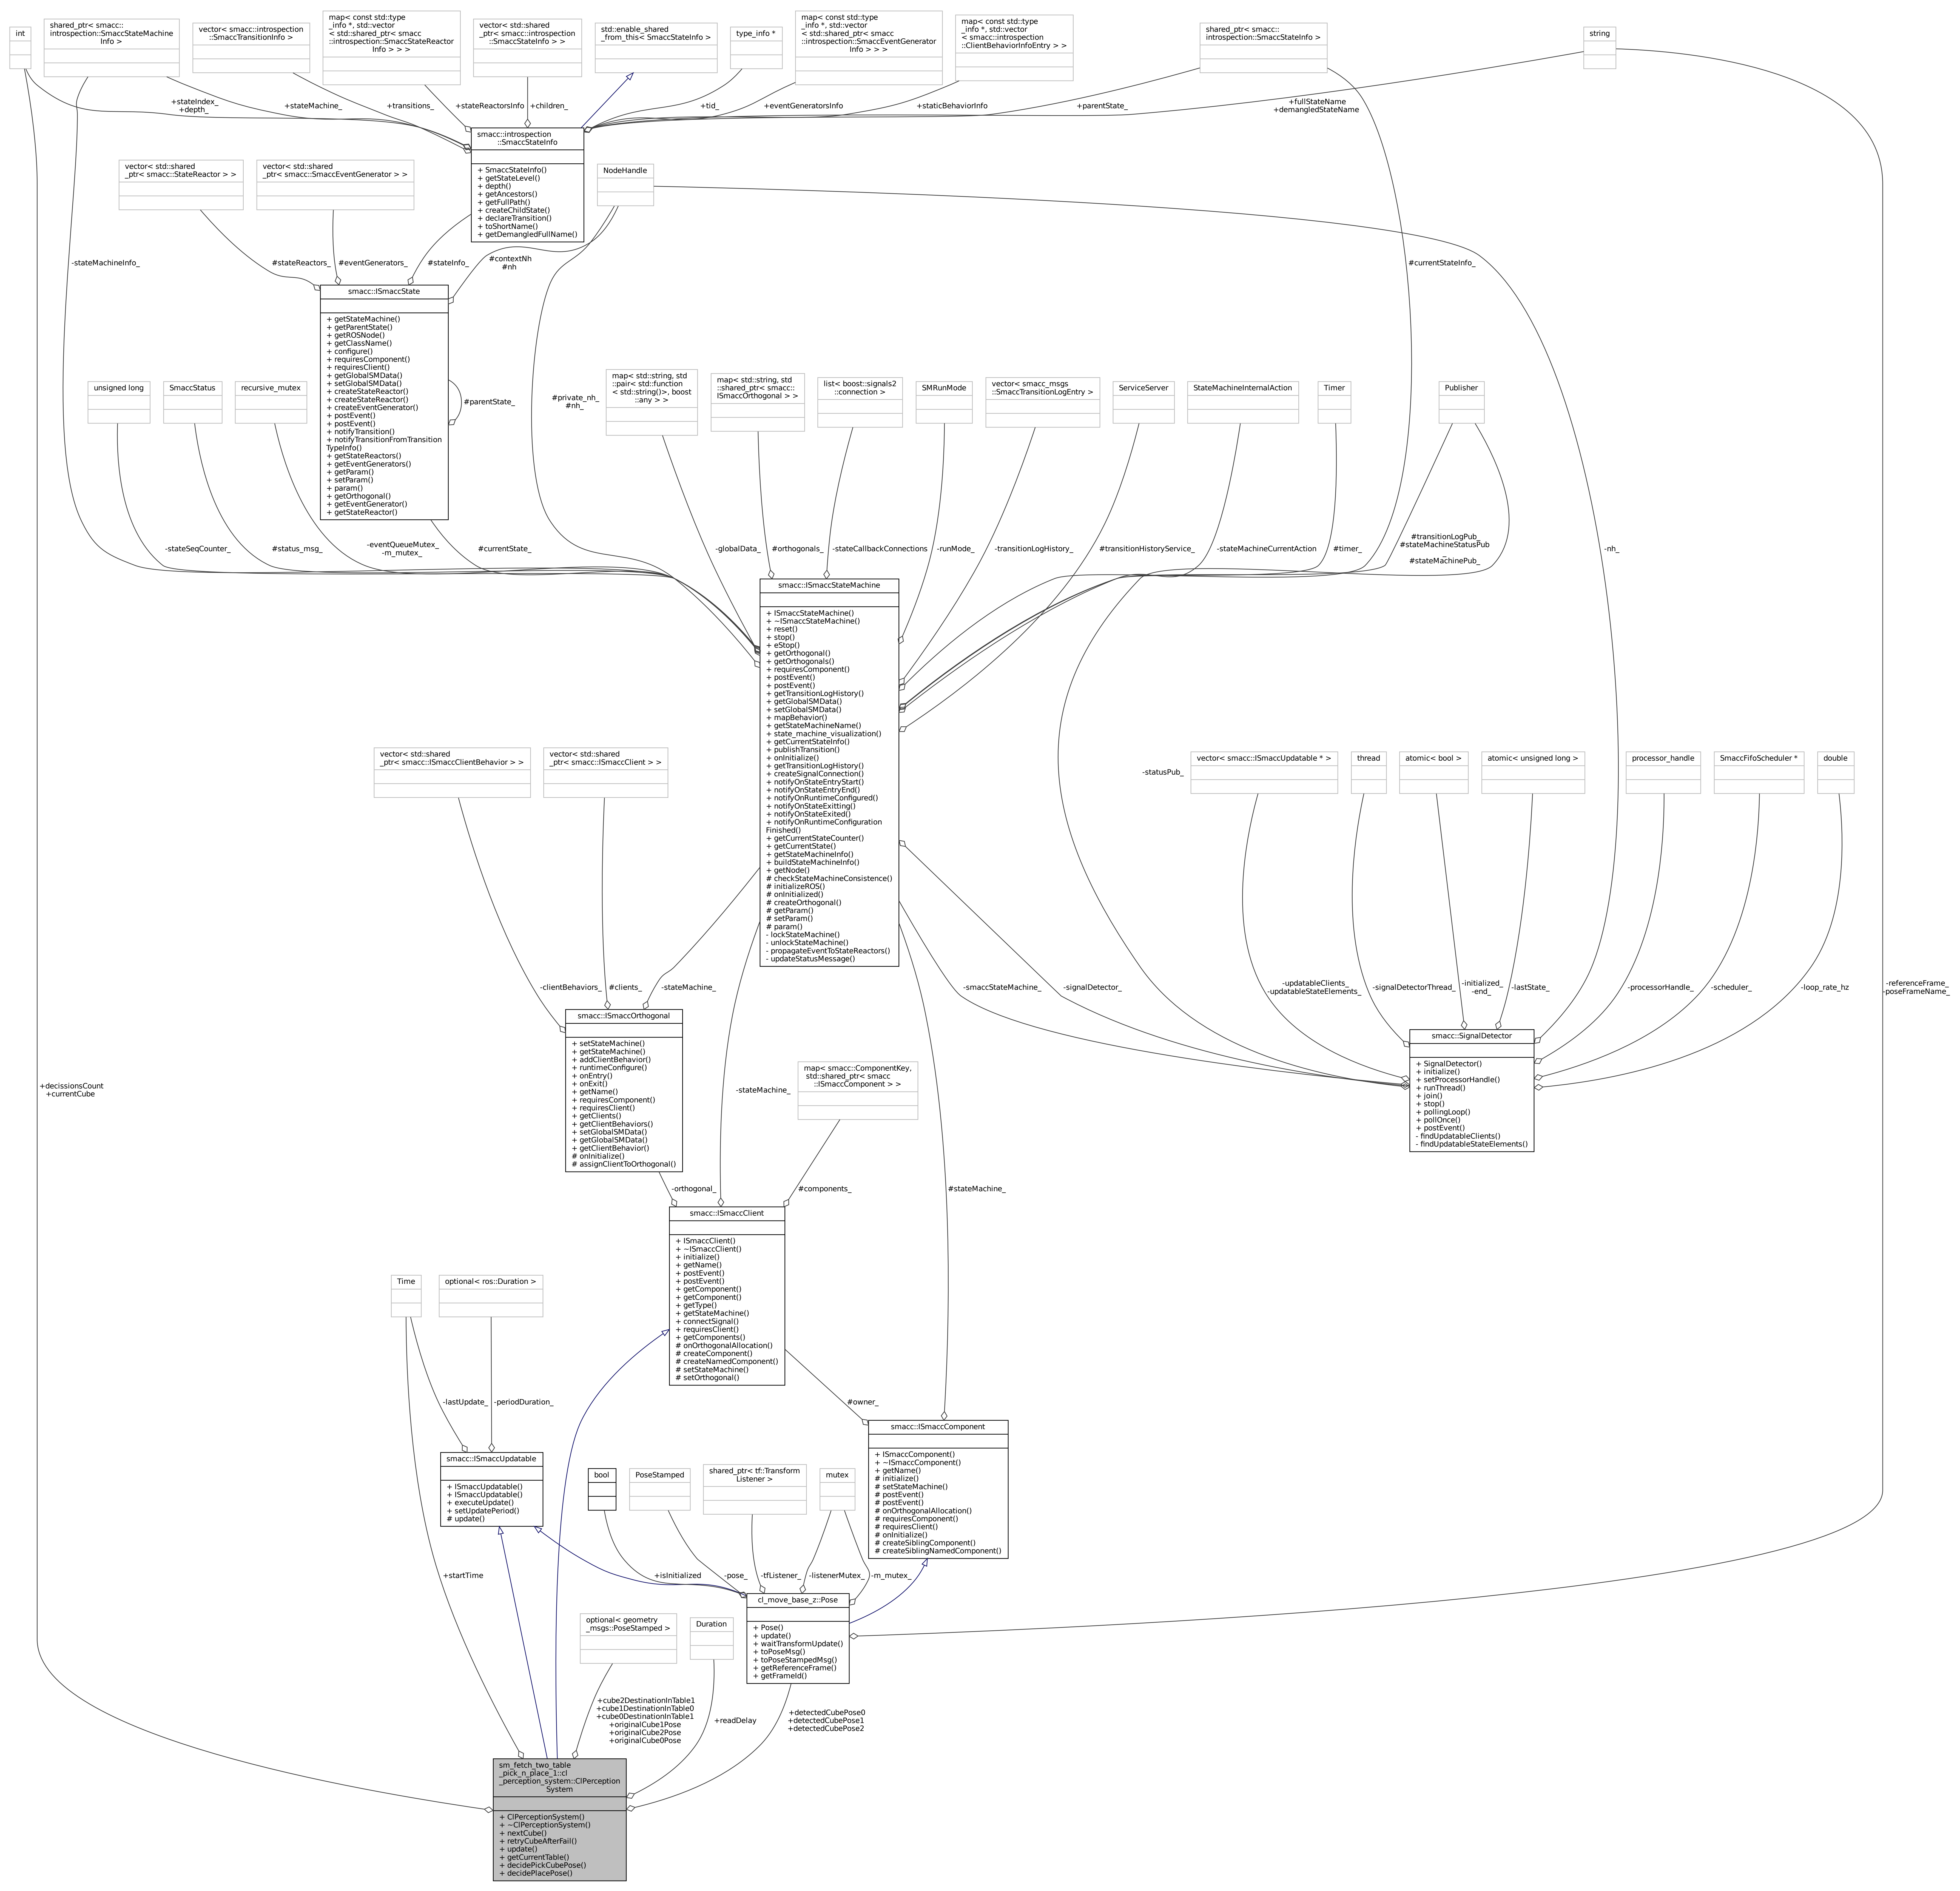 int
shared_ptr< smacc::
introspection::SmaccStateMachine
Info >
vector< smacc::introspection
::SmaccTransitionInfo >
map< const std::type
_info *, std::vector
< std::shared_ptr< smacc
::introspection::SmaccStateReactor
Info > > >
vector< std::shared
_ptr< smacc::introspection
::SmaccStateInfo > >
std::enable_shared
_from_this< SmaccStateInfo >
type_info *
map< const std::type
_info *, std::vector
< std::shared_ptr< smacc
::introspection::SmaccEventGenerator
Info > > >
map< const std::type
_info *, std::vector
< smacc::introspection
::ClientBehaviorInfoEntry > >
shared_ptr< smacc::
introspection::SmaccStateInfo >
string
+stateIndex_
+depth_
+stateMachine_
+transitions_
+stateReactorsInfo
+children_
+tid_
+eventGeneratorsInfo
+staticBehaviorInfo
+parentState_
+fullStateName
+demangledStateName
smacc::introspection
::SmaccStateInfo
+ SmaccStateInfo()
+ getStateLevel()
+ depth()
+ getAncestors()
+ getFullPath()
+ createChildState()
+ declareTransition()
+ toShortName()
+ getDemangledFullName()
vector< std::shared
_ptr< smacc::StateReactor > >
vector< std::shared
_ptr< smacc::SmaccEventGenerator > >
NodeHandle
-stateMachineInfo_
#stateReactors_
#eventGenerators_
#stateInfo_
#contextNh
#nh
#currentStateInfo_
smacc::ISmaccState
+ getStateMachine()
+ getParentState()
+ getROSNode()
+ getClassName()
+ configure()
+ requiresComponent()
+ requiresClient()
+ getGlobalSMData()
+ setGlobalSMData()
+ createStateReactor()
+ createStateReactor()
+ createEventGenerator()
+ postEvent()
+ postEvent()
+ notifyTransition()
+ notifyTransitionFromTransition
TypeInfo()
+ getStateReactors()
+ getEventGenerators()
+ getParam()
+ setParam()
+ param()
+ getOrthogonal()
+ getEventGenerator()
+ getStateReactor()
#parentState_
#private_nh_
#nh_
unsigned long
SmaccStatus
recursive_mutex
map< std::string, std
::pair< std::function
< std::string()>, boost
::any > >
map< std::string, std
::shared_ptr< smacc::
ISmaccOrthogonal > >
list< boost::signals2
::connection >
SMRunMode
vector< smacc_msgs
::SmaccTransitionLogEntry >
ServiceServer
StateMachineInternalAction
Timer
Publisher
-stateSeqCounter_
#status_msg_
-eventQueueMutex_
-m_mutex_
#currentState_
-globalData_
#orthogonals_
-stateCallbackConnections
-runMode_
-transitionLogHistory_
#transitionHistoryService_
-stateMachineCurrentAction
#timer_
#transitionLogPub_
#stateMachineStatusPub
_
#stateMachinePub_
-nh_
smacc::ISmaccStateMachine
+ ISmaccStateMachine()
+ ~ISmaccStateMachine()
+ reset()
+ stop()
+ eStop()
+ getOrthogonal()
+ getOrthogonals()
+ requiresComponent()
+ postEvent()
+ postEvent()
+ getTransitionLogHistory()
+ getGlobalSMData()
+ setGlobalSMData()
+ mapBehavior()
+ getStateMachineName()
+ state_machine_visualization()
+ getCurrentStateInfo()
+ publishTransition()
+ onInitialize()
+ getTransitionLogHistory()
+ createSignalConnection()
+ notifyOnStateEntryStart()
+ notifyOnStateEntryEnd()
+ notifyOnRuntimeConfigured()
+ notifyOnStateExitting()
+ notifyOnStateExited()
+ notifyOnRuntimeConfiguration
Finished()
+ getCurrentStateCounter()
+ getCurrentState()
+ getStateMachineInfo()
+ buildStateMachineInfo()
+ getNode()
# checkStateMachineConsistence()
# initializeROS()
# onInitialized()
# createOrthogonal()
# getParam()
# setParam()
# param()
- lockStateMachine()
- unlockStateMachine()
- propagateEventToStateReactors()
- updateStatusMessage()
vector< std::shared
_ptr< smacc::ISmaccClientBehavior > >
vector< std::shared
_ptr< smacc::ISmaccClient > >
-statusPub_
vector< smacc::ISmaccUpdatable * >
thread
atomic< bool >
atomic< unsigned long >
processor_handle
SmaccFifoScheduler *
double
-clientBehaviors_
#clients_
-stateMachine_
-smaccStateMachine_
-signalDetector_
-updatableClients_
-updatableStateElements_
-signalDetectorThread_
-initialized_
-end_
-lastState_
-processorHandle_
-scheduler_
-loop_rate_hz
-referenceFrame_
-poseFrameName_
smacc::ISmaccOrthogonal
+ setStateMachine()
+ getStateMachine()
+ addClientBehavior()
+ runtimeConfigure()
+ onEntry()
+ onExit()
+ getName()
+ requiresComponent()
+ requiresClient()
+ getClients()
+ getClientBehaviors()
+ setGlobalSMData()
+ getGlobalSMData()
+ getClientBehavior()
# onInitialize()
# assignClientToOrthogonal()
smacc::SignalDetector
+ SignalDetector()
+ initialize()
+ setProcessorHandle()
+ runThread()
+ join()
+ stop()
+ pollingLoop()
+ pollOnce()
+ postEvent()
- findUpdatableClients()
- findUpdatableStateElements()
+decissionsCount
+currentCube
-stateMachine_
map< smacc::ComponentKey,
std::shared_ptr< smacc
::ISmaccComponent > >
-orthogonal_
#components_
#stateMachine_
smacc::ISmaccClient
+ ISmaccClient()
+ ~ISmaccClient()
+ initialize()
+ getName()
+ postEvent()
+ postEvent()
+ getComponent()
+ getComponent()
+ getType()
+ getStateMachine()
+ connectSignal()
+ requiresClient()
+ getComponents()
# onOrthogonalAllocation()
# createComponent()
# createNamedComponent()
# setStateMachine()
# setOrthogonal()
Time
optional< ros::Duration >
-lastUpdate_
-periodDuration_
#owner_
smacc::ISmaccUpdatable
+ ISmaccUpdatable()
+ ISmaccUpdatable()
+ executeUpdate()
+ setUpdatePeriod()
# update()
smacc::ISmaccComponent
+ ISmaccComponent()
+ ~ISmaccComponent()
+ getName()
# initialize()
# setStateMachine()
# postEvent()
# postEvent()
# onOrthogonalAllocation()
# requiresComponent()
# requiresClient()
# onInitialize()
# createSiblingComponent()
# createSiblingNamedComponent()
bool
PoseStamped
shared_ptr< tf::Transform
Listener >
mutex
+startTime
+isInitialized
-pose_
-tfListener_
-listenerMutex_
-m_mutex_
cl_move_base_z::Pose
+ Pose()
+ update()
+ waitTransformUpdate()
+ toPoseMsg()
+ toPoseStampedMsg()
+ getReferenceFrame()
+ getFrameId()
optional< geometry
_msgs::PoseStamped >
Duration
+cube2DestinationInTable1
+cube1DestinationInTable0
+cube0DestinationInTable1
+originalCube1Pose
+originalCube2Pose
+originalCube0Pose
+readDelay
+detectedCubePose0
+detectedCubePose1
+detectedCubePose2
sm_fetch_two_table
_pick_n_place_1::cl
_perception_system::ClPerception
System
+ ClPerceptionSystem()
+ ~ClPerceptionSystem()
+ nextCube()
+ retryCubeAfterFail()
+ update()
+ getCurrentTable()
+ decidePickCubePose()
+ decidePlacePose()